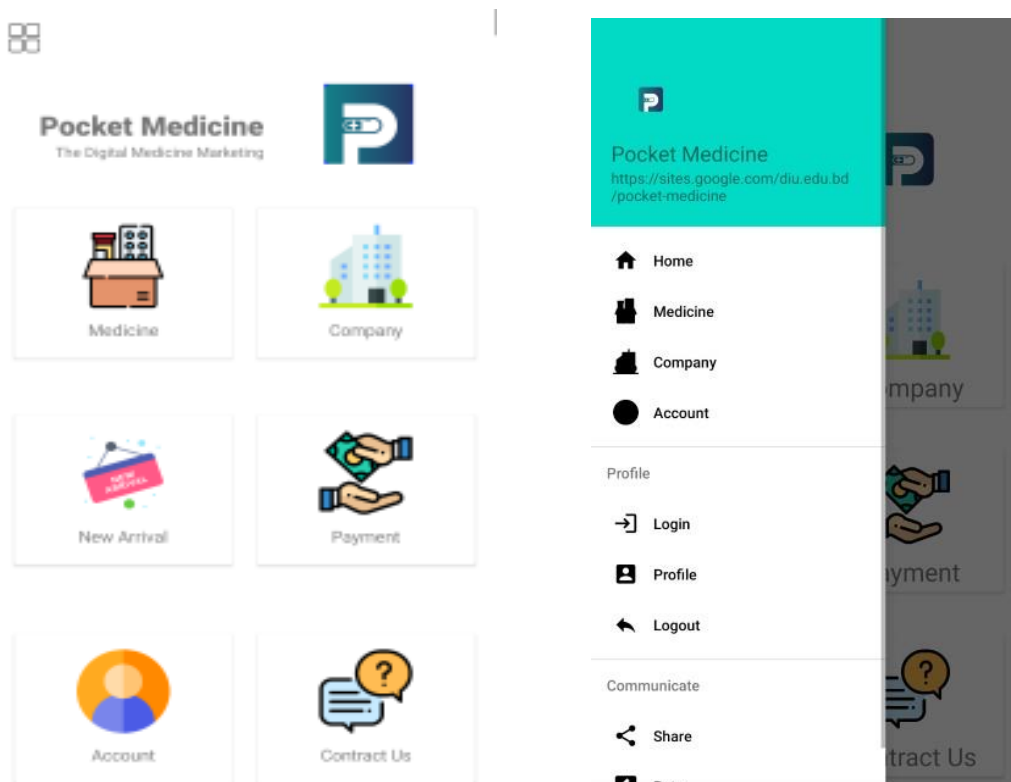 Pocket Medicine
The Digital Medicine Marketing
Medicine
Company
New Arrival
Payment
Account
Contract Us
Pocket Medicine
https://sites.google.com/diu.edu.bd
/pocket-medicine
Home
Medicine
Company
Account
Profile
Login
Profile
Logout
Communicate
Share
mpany
ayment
tract Us